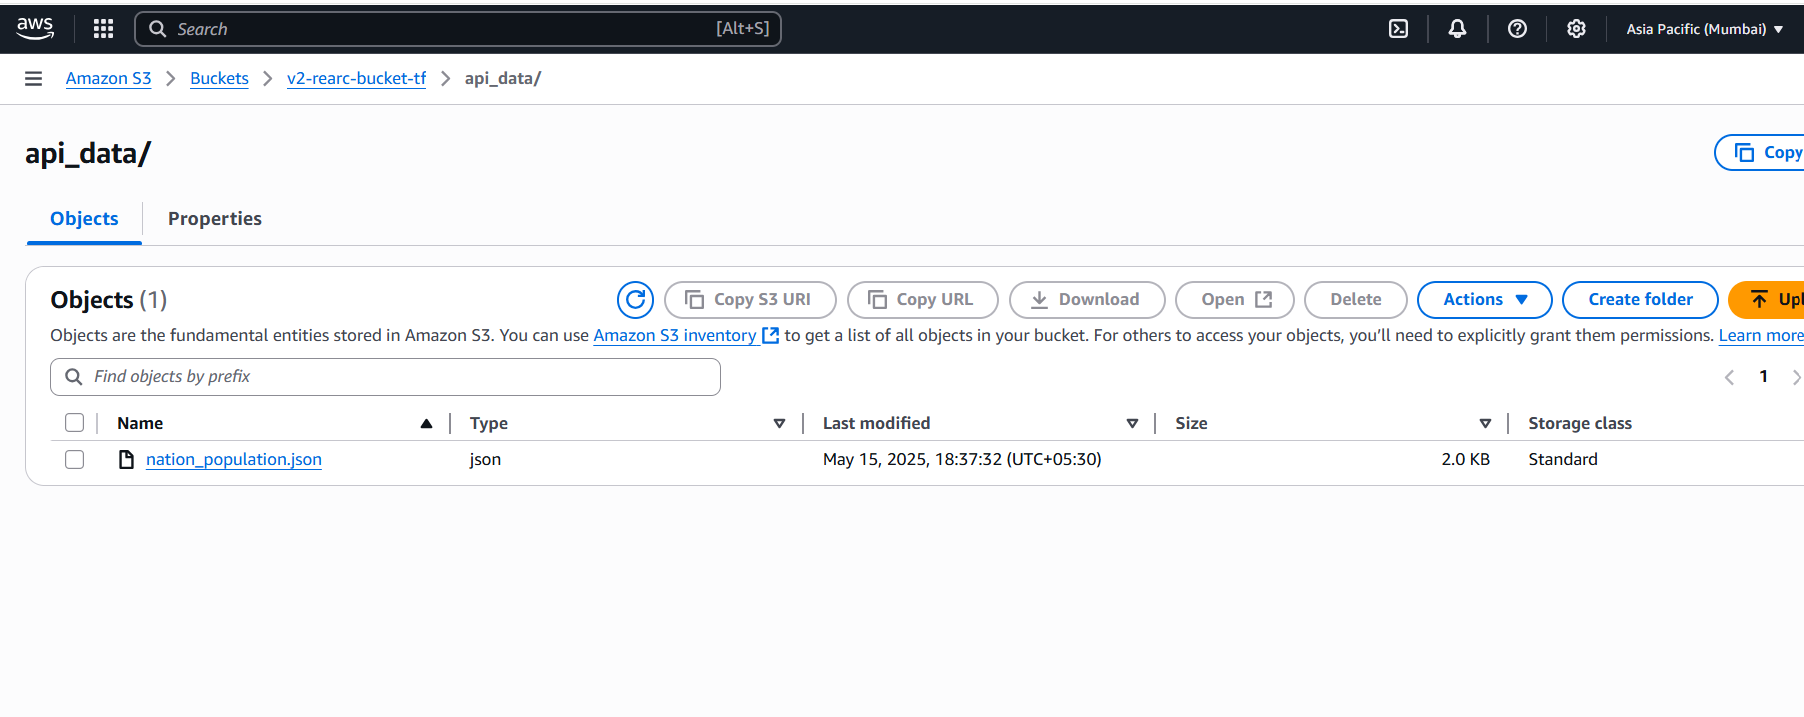 aws Search [Alt+S] Asia Pacific (Mumbai)
Amazon S3 Buckets v2-rearc-bucket-tf api_data/
api_data/
Copy
Objects Properties
Objects (1) Copy S3 URI Copy URL Download Open Delete Actions Create folder Upl
Objects are the fundamental entities stored in Amazon S3. You can use Amazon S3 inventory to get a list of all objects in your bucket. For others to access your objects, you’ll need to explicitly grant them permissions. Learn more
Find objects by prefix 1
Name Type Last modified Size Storage class
nation_population.json json May 15, 2025, 18:37:32 (UTC+05:30) 2.0 KB Standard